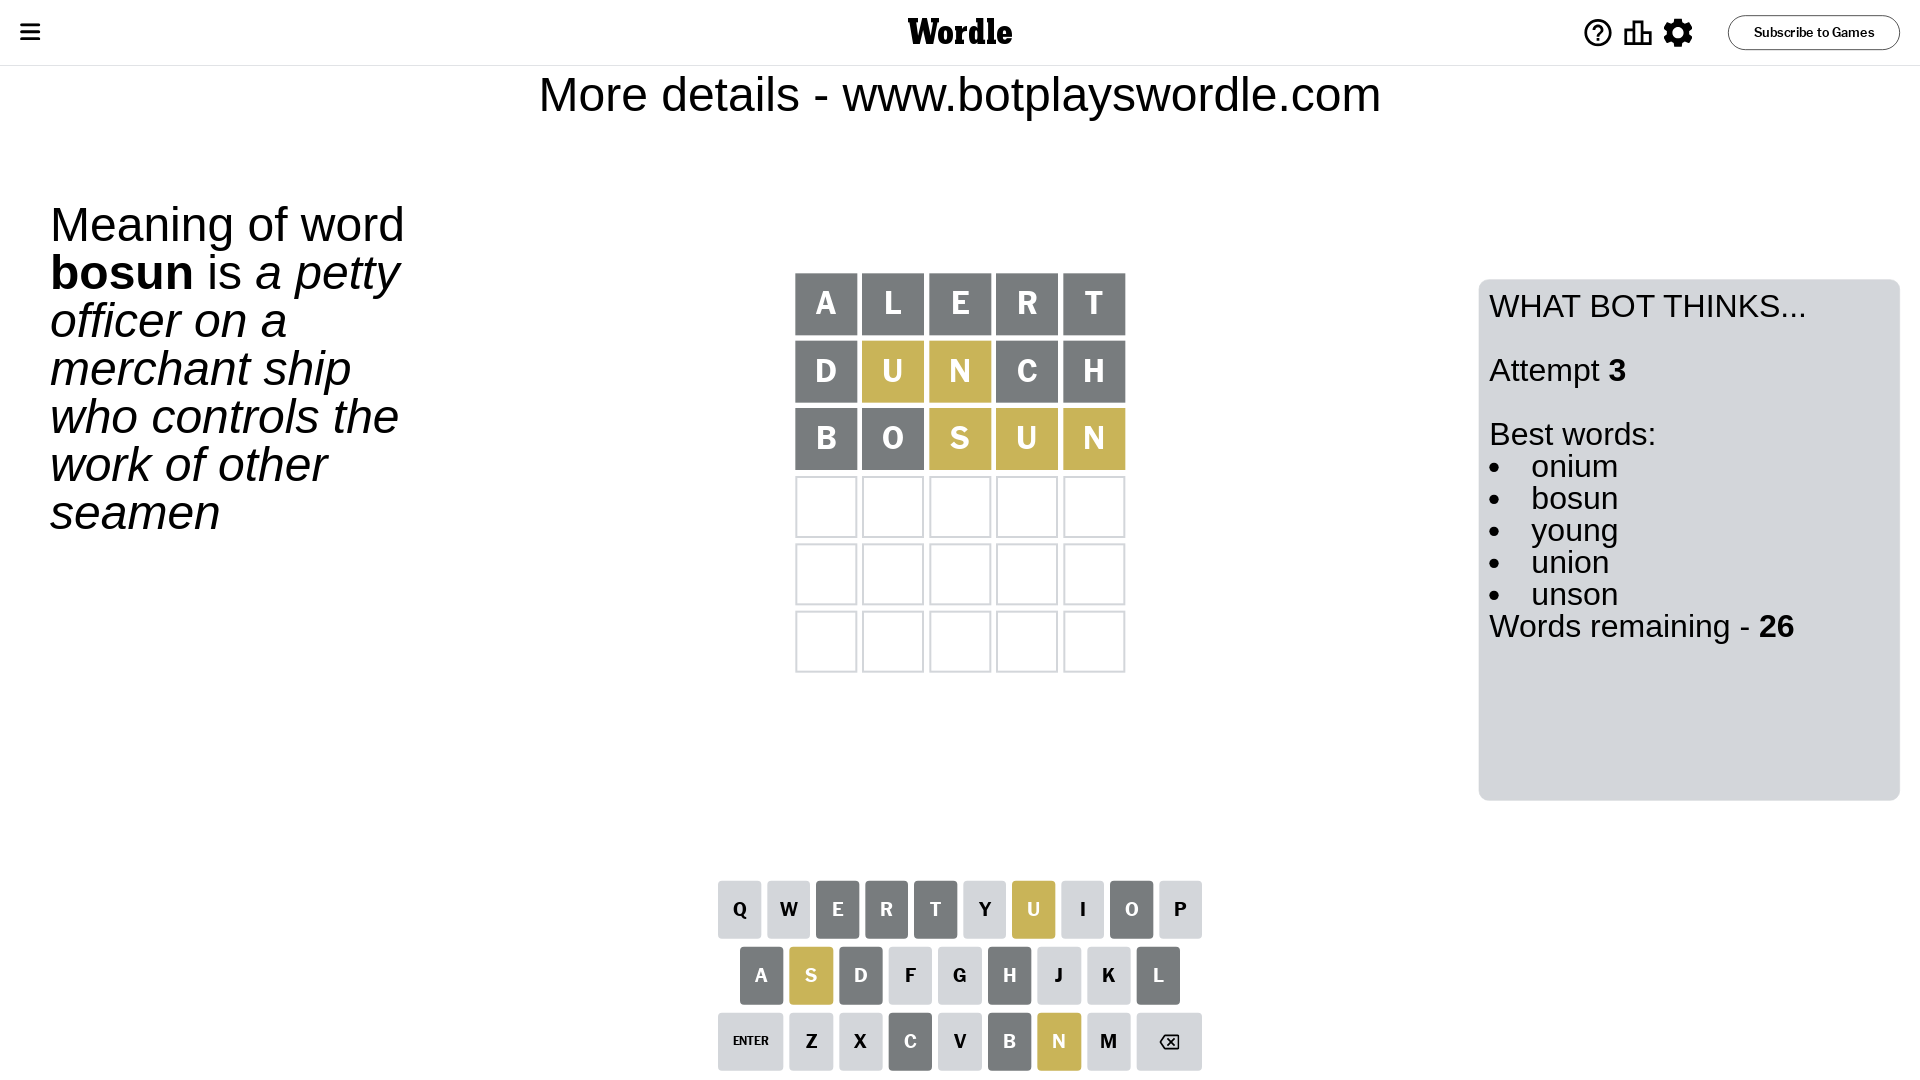 Wordle
Subscribe to Games
More details - www.botplayswordle.com
Meaning of word
bosun is a petty
officer on a
merchant ship
who controls the
work of other
seamen
A L E R T
D U N C H
B O S U N
WHAT BOT THINKS...
Attempt 3
Best words:
• onium
• bosun
• young
• union
• unson
Words remaining - 26
Q W E R T Y U I O P
A S D F G H J K L
ENTER Z X C V B N M